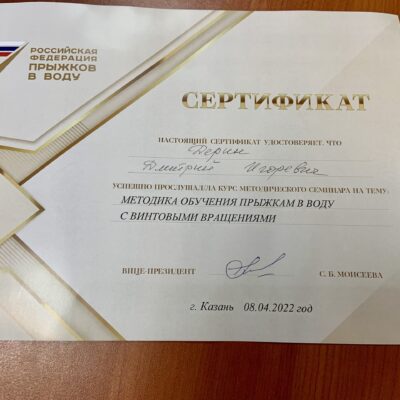 РОССИЙСКАЯ
ФЕДЕРАЦИЯ
ПРЫЖКОВ
В ВОДУ
СЕРТИФИКАТ
НАСТОЯЩИЙ СЕРТИФИКАТ УДОСТОВЕРЯЕТ, ЧТО
Дерин
Дмитрий Игоревич
УСПЕШНО ПРОСЛУШАЛ/ЛА КУРС МЕТОДИЧЕСКОГО СЕМИНАРА НА ТЕМУ:
МЕТОДИКА ОБУЧЕНИЯ ПРЫЖКАМ В ВОДУ
С ВИНТОВЫМИ ВРАЩЕНИЯМИ
ВИЦЕ-ПРЕЗИДЕНТ С. Б. МОИСЕЕВА
г. Казань 08.04.2022 год